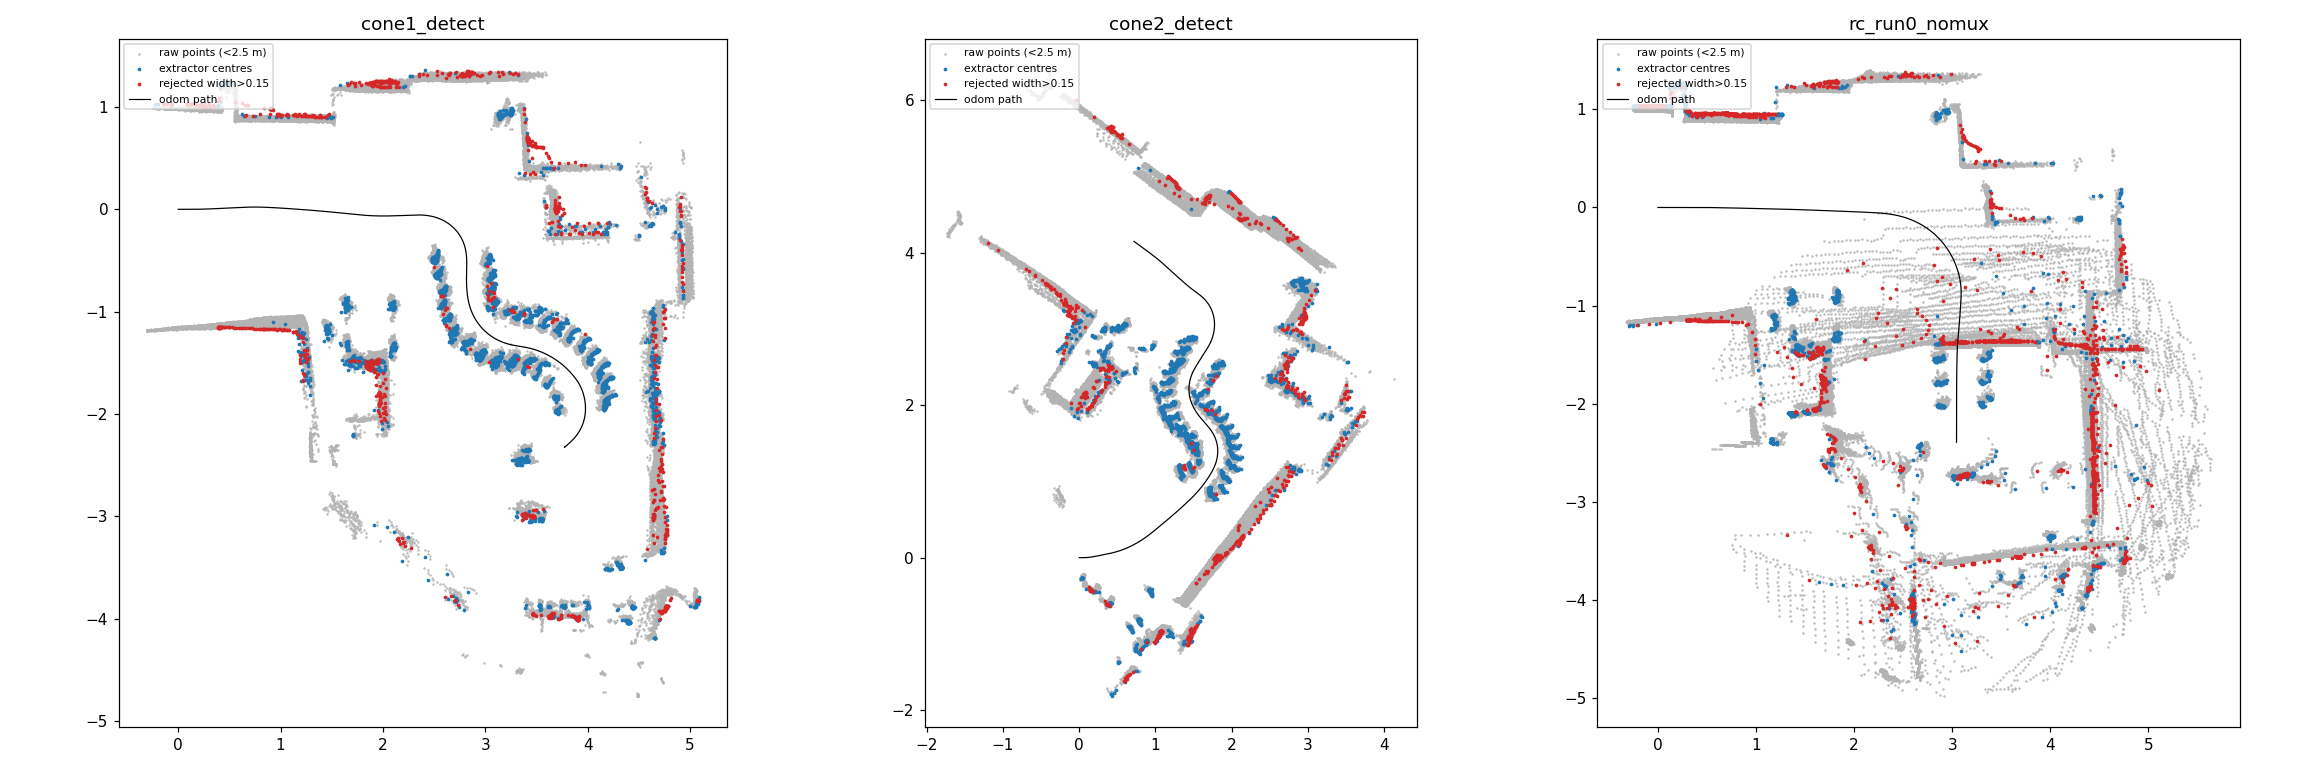 cone1_detect
raw points (<2.5 m)
extractor centres
rejected width>0.15
odom path
1
0
−1
−2
−3
−4
−5
0 1 2 3 4 5
cone2_detect
raw points (<2.5 m)
extractor centres
rejected width>0.15
odom path
6
4
2
0
−2
−2 −1 0 1 2 3 4
rc_run0_nomux
raw points (<2.5 m)
extractor centres
rejected width>0.15
odom path
1
0
−1
−2
−3
−4
−5
0 1 2 3 4 5